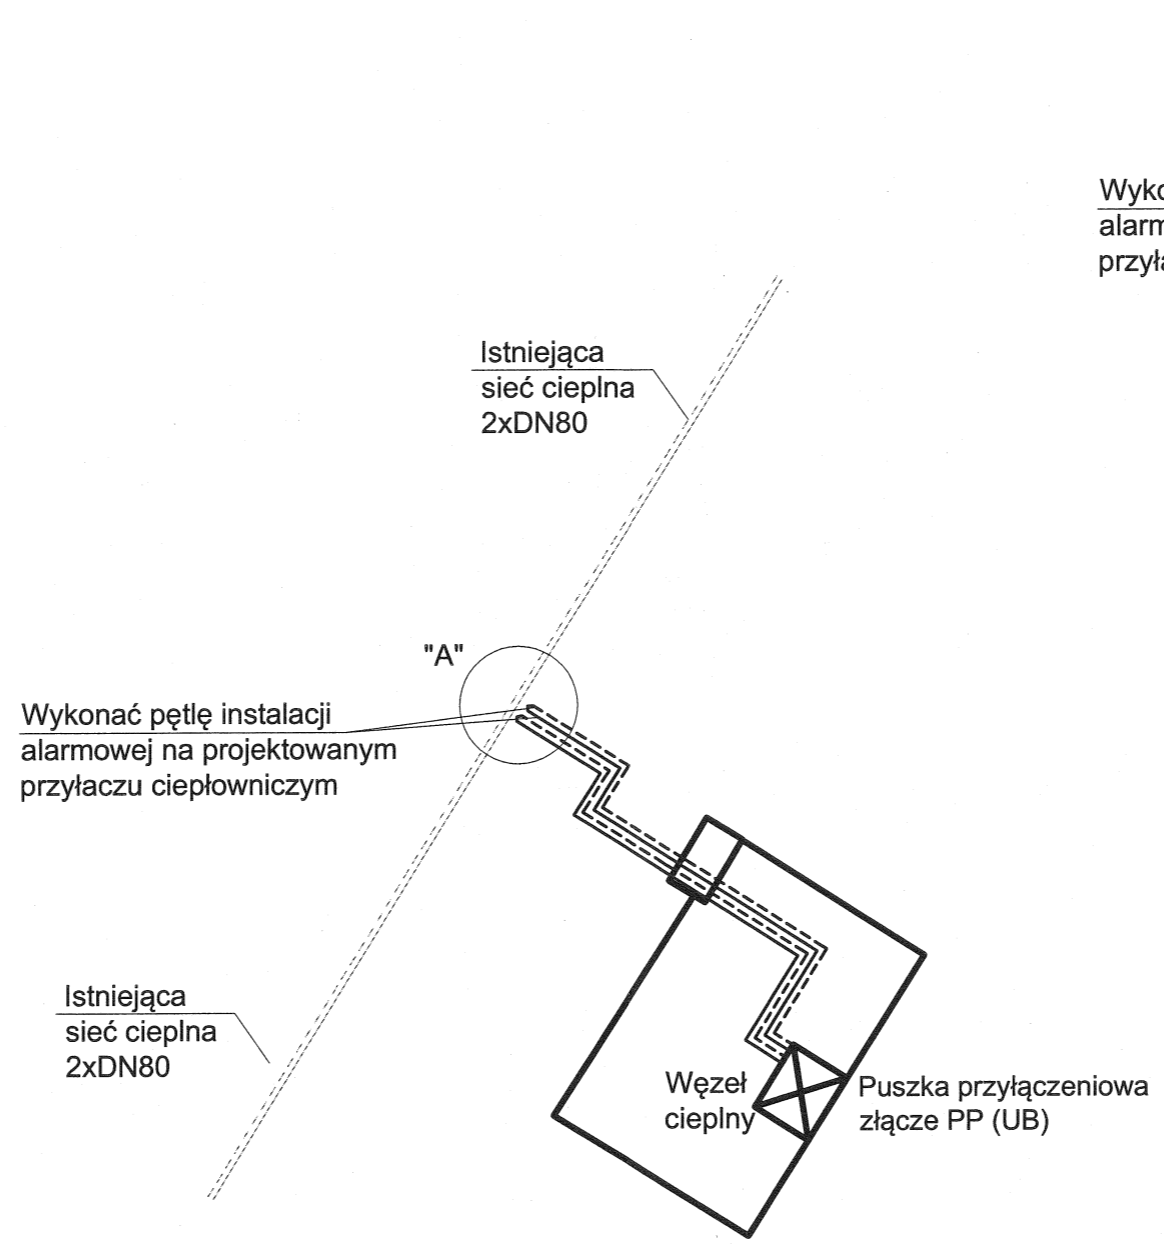 Istniejąca
sieć cieplna
2xDN80
"A"
Wykonać pętlę instalacji
alarmowej na projektowanym
przyłaczu ciepłowniczym
Istniejąca
sieć cieplna
2xDN80
Węzeł
cieplny
Puszka przyłączeniowa
złącze PP (UB)